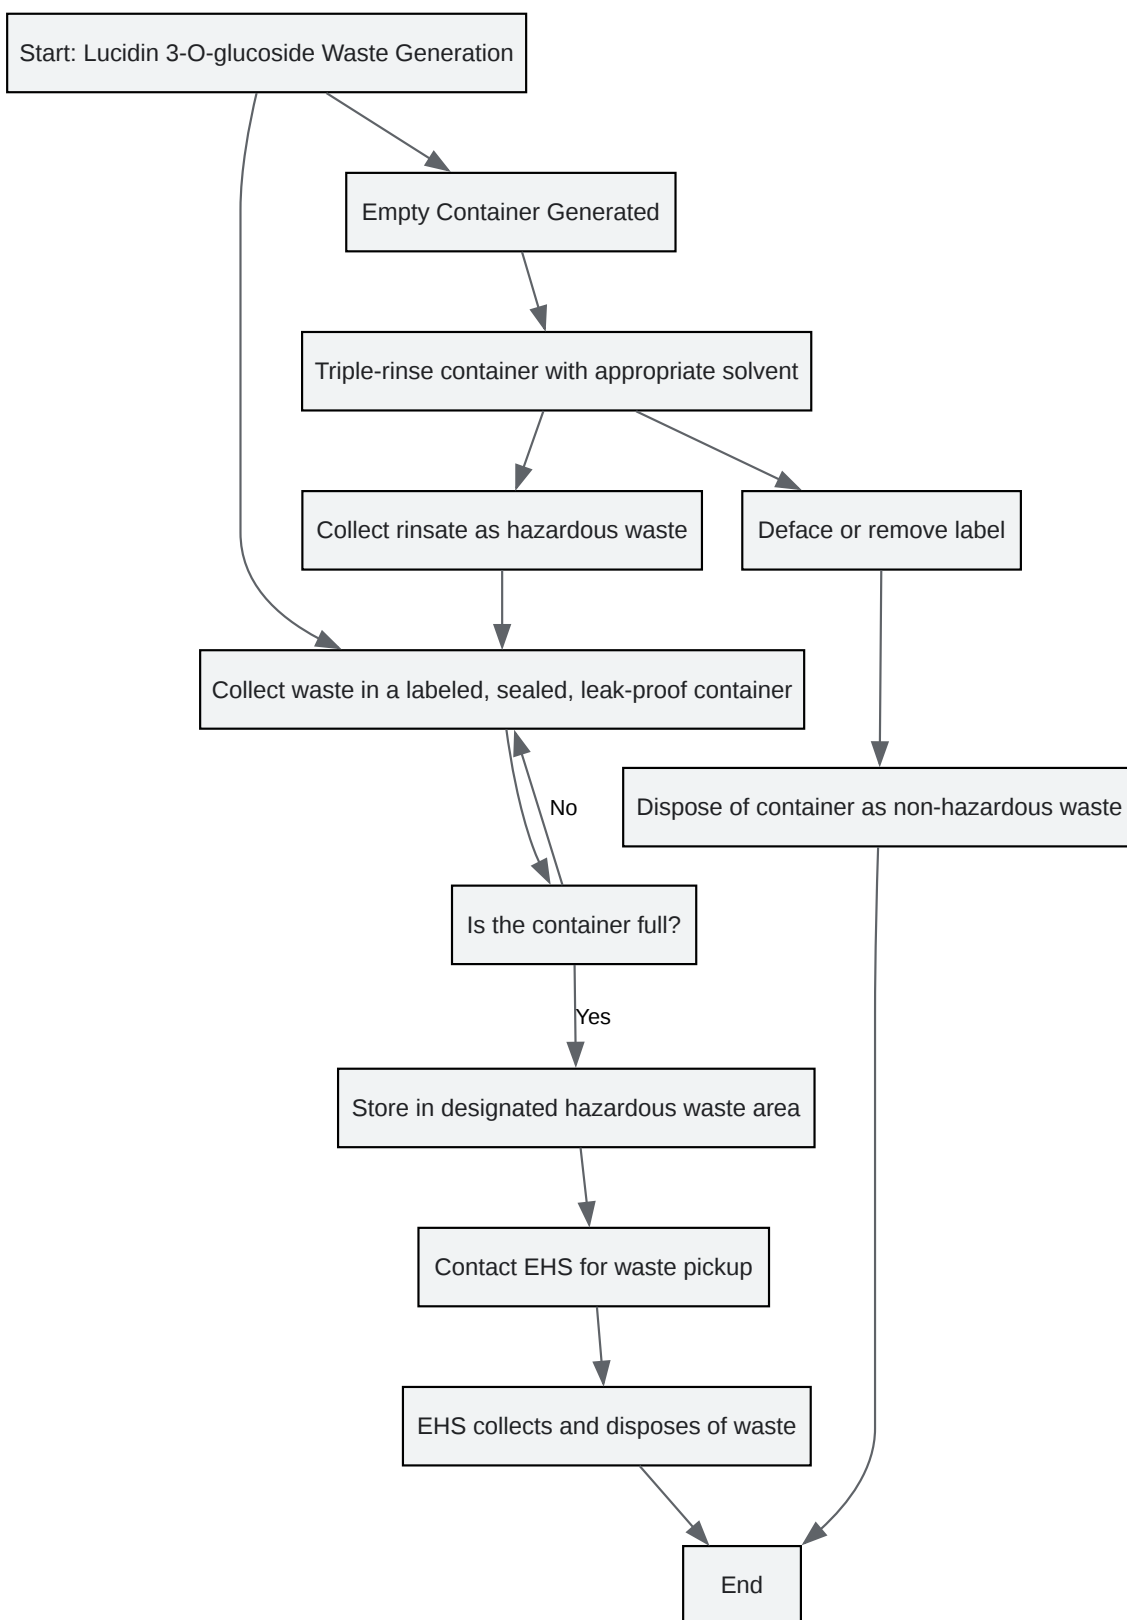 Start: Lucidin 3-O-glucoside Waste Generation
Empty Container Generated
Triple-rinse container with appropriate solvent
Collect rinsate as hazardous waste
Deface or remove label
Collect waste in a labeled, sealed, leak-proof container
No
Dispose of container as non-hazardous waste
Is the container full?
Yes
Store in designated hazardous waste area
Contact EHS for waste pickup
EHS collects and disposes of waste
End